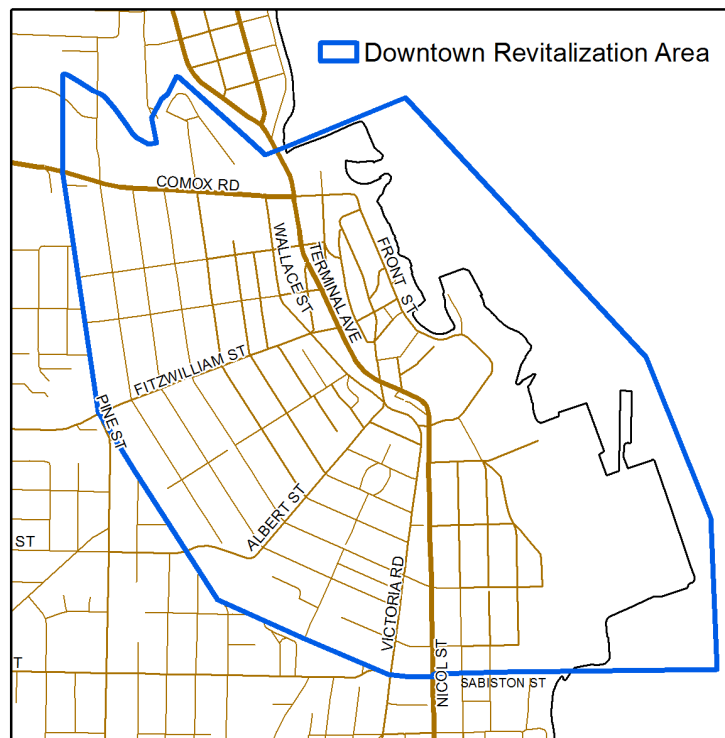 Downtown Revitalization Area
COMOX RD
WALLACE ST
TERMINAL AVE
FRONT ST
FITZWILLIAM ST
PINE ST
ALBERT ST
ST
VICTORIA RD
T
NICOL ST
SABISTON ST